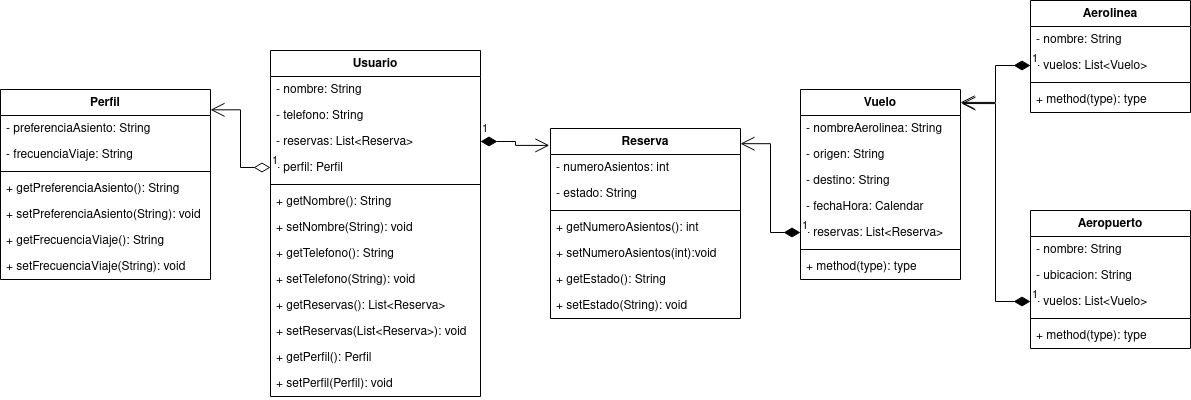 Perfil
- preferenciaAsiento: String
- frecuenciaViaje: String
+ getPreferenciaAsiento(): String
+ setPreferenciaAsiento(String): void
+ getFrecuenciaViaje(): String
+ setFrecuenciaViaje(String): void
Usuario
- nombre: String
- telefono: String
- reservas: List<Reserva>
1
- perfil: Perfil
+ getNombre(): String
+ setNombre(String): void
+ getTelefono(): String
+ setTelefono(String): void
+ getReservas(): List<Reserva>
+ setReservas(List<Reserva>): void
+ getPerfil(): Perfil
+ setPerfil(Perfil): void
1
Reserva
- numeroAsientos: int
- estado: String
+ getNumeroAsientos(): int
+ setNumeroAsientos(int):void
+ getEstado(): String
+ setEstado(String): void
Vuelo
- nombreAerolinea: String
- origen: String
- destino: String
- fechaHora: Calendar
1
- reservas: List<Reserva>
+ method(type): type
Aerolinea
- nombre: String
1
- vuelos: List<Vuelo>
+ method(type): type
Aeropuerto
- nombre: String
- ubicacion: String
1
- vuelos: List<Vuelo>
+ method(type): type